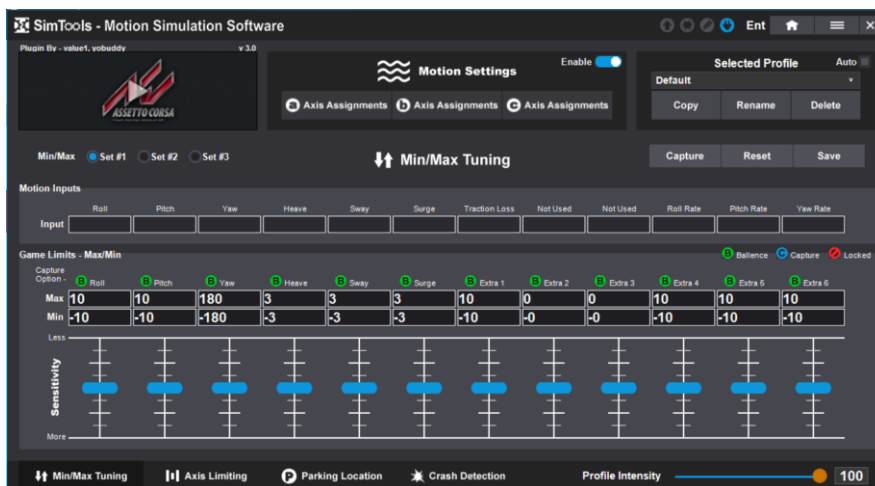 SimTools - Motion Simulation Software
Ent
Plugin By - value1, yobuddy
v 3.0
ASSETTO CORSA
Motion Settings
Enable
a Axis Assignments
b Axis Assignments
c Axis Assignments
Selected Profile
Auto
Default
Copy
Rename
Delete
Min/Max
Set #1
Set #2
Set #3
Min/Max Tuning
Capture
Reset
Save
Motion Inputs
Roll Pitch Yaw Heave Sway Surge Traction Loss Not Used Not Used Roll Rate Pitch Rate Yaw Rate
Input
Game Limits - Max/Min
B Ballence C Capture Locked
Capture
Option -
B Roll B Pitch B Yaw B Heave B Sway B Surge B Extra 1 B Extra 2 B Extra 3 B Extra 4 B Extra 5 B Extra 6
Max 10 10 180 3 3 3 10 0 0 10 10 10
Min -10 -10 -180 -3 -3 -3 -10 -0 -0 -10 -10 -10
Less
Sensitivity
More
Min/Max Tuning
Axis Limiting
P Parking Location
Crash Detection
Profile Intensity
100